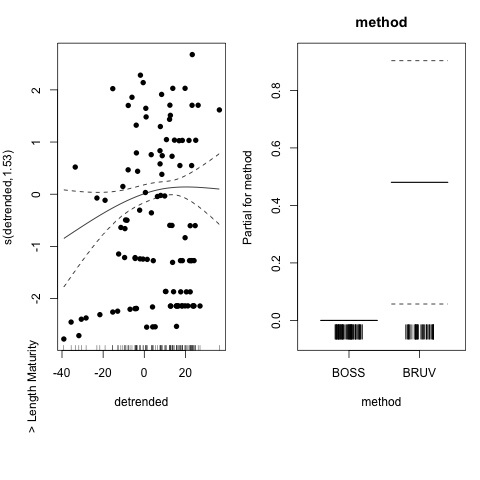 method
s(detrended,1.53)
2
1
0
-1
-2
-40
-20
0
20
detrended
> Length Maturity
Partial for method
0.8
0.6
0.4
0.2
0.0
BOSS
BRUV
method